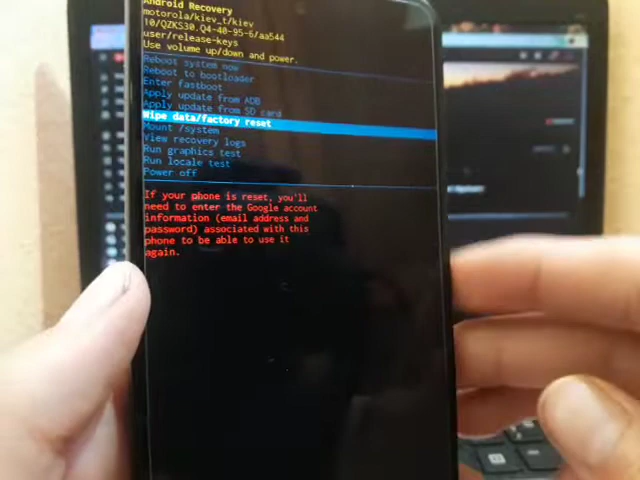 Android Recovery
motorola/kiev_t/kiev
10/QZKS30.Q4-40-95-6/aa544
user/release-keys
Use volume up/down and power.
Reboot system now
Reboot to bootloader
Enter fastboot
Apply update from ADB
Apply update from SD card
Wipe data/factory reset
Mount /system
View recovery logs
Run graphics test
Run locale test
Power off
If your phone is reset, you'll
need to enter the Google account
information (email address and
password) associated with this
phone to be able to use it
again.